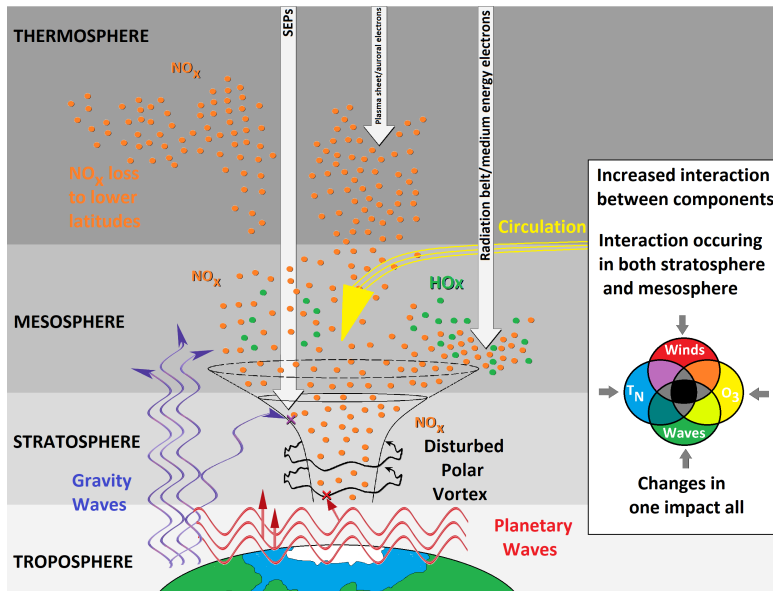 THERMOSPHERE
SEPs
Plasma sheet/auroral electrons
Radiation belt/medium energy electrons
NOx
NOx loss
to lower
latitudes
Circulation
NOx
HOx
MESOSPHERE
STRATOSPHERE
NOx
Disturbed
Polar
Vortex
Gravity
Waves
Planetary
Waves
TROPOSPHERE
Increased interaction
between components
Interaction occuring
in both stratosphere
and mesosphere
Winds
TN
O3
Waves
Changes in
one impact all